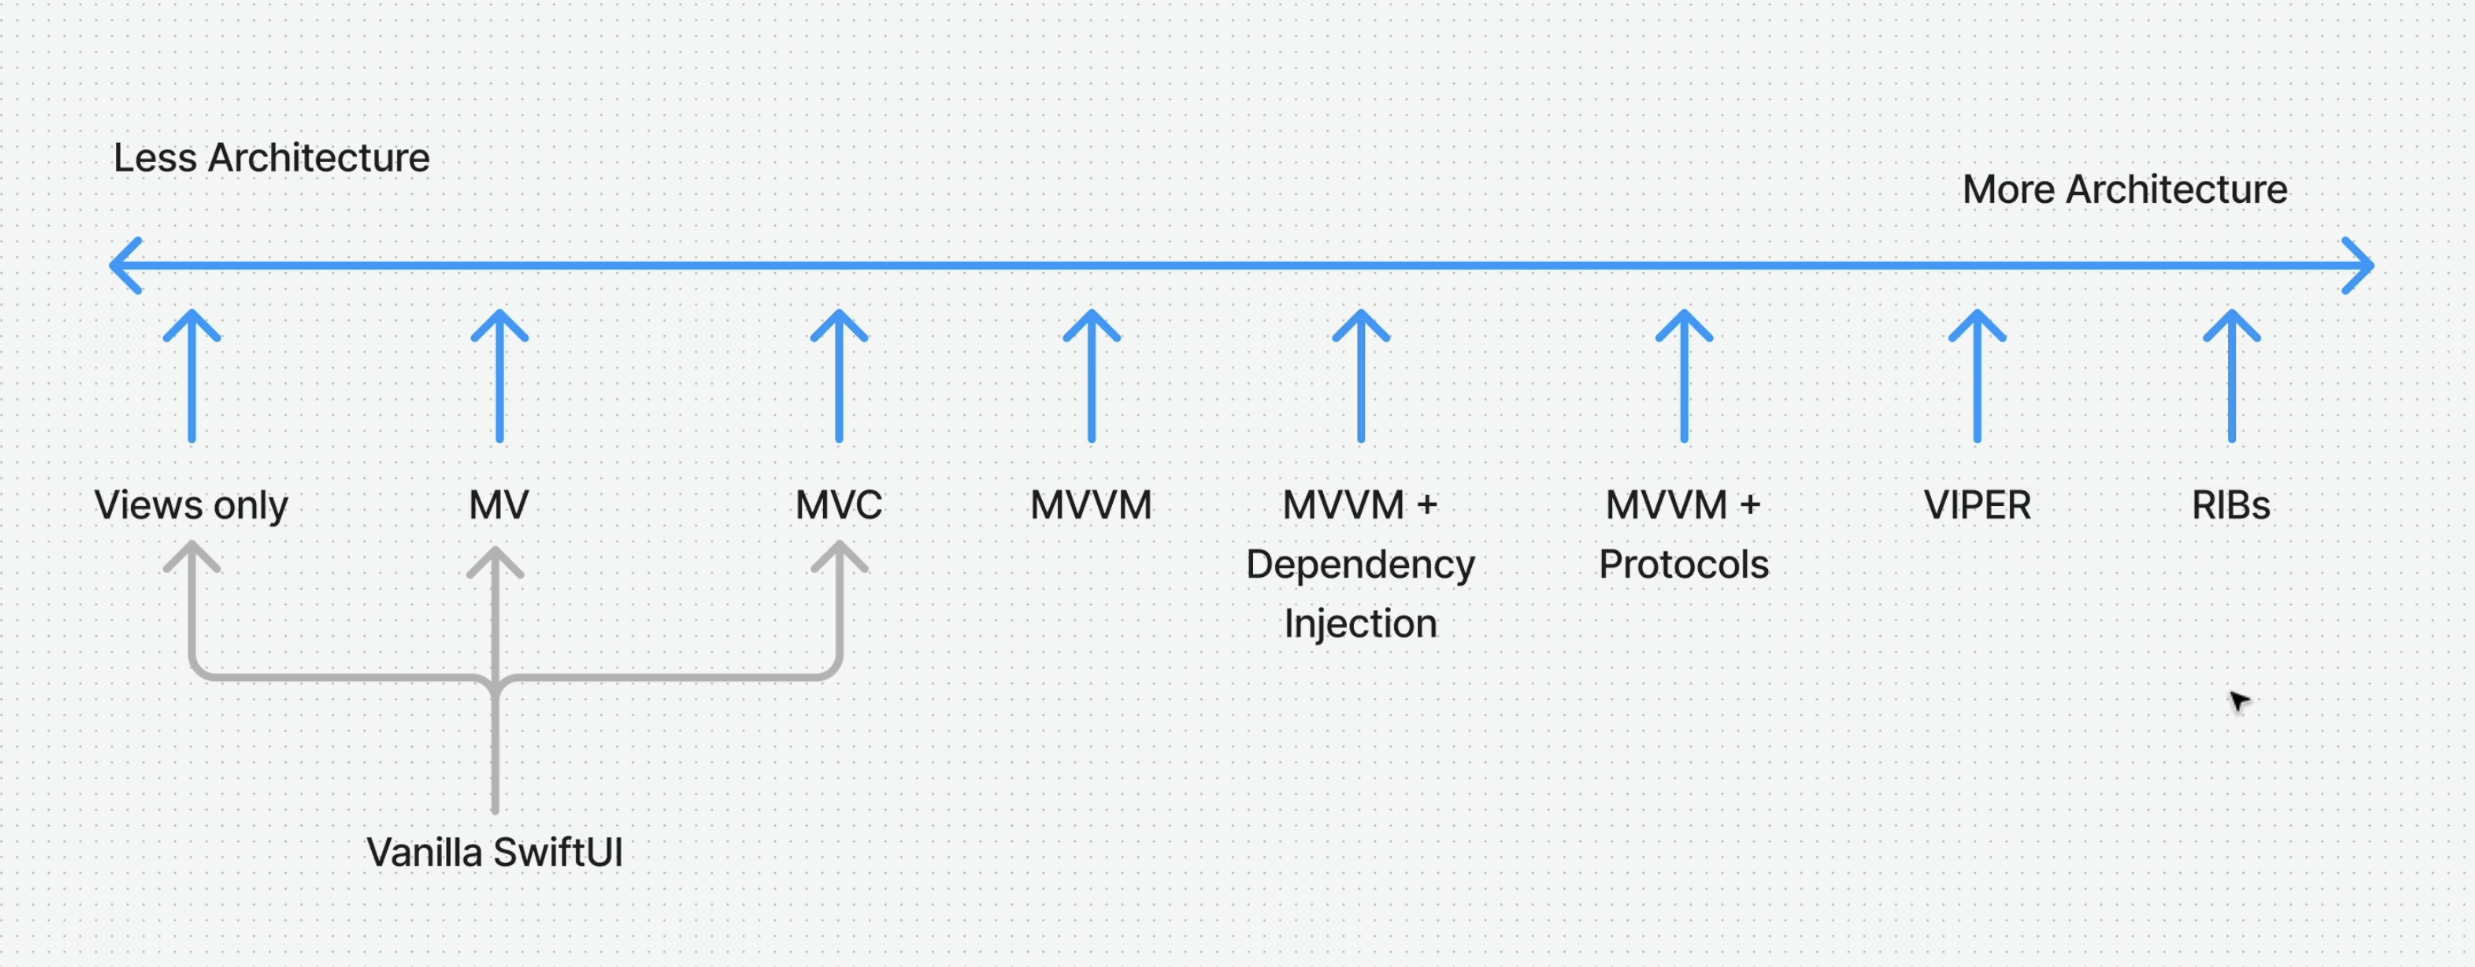 Less Architecture
More Architecture
Views only
MV
MVC
MVVM
MVVM +
Dependency
Injection
MVVM +
Protocols
VIPER
RIBs
Vanilla SwiftUI